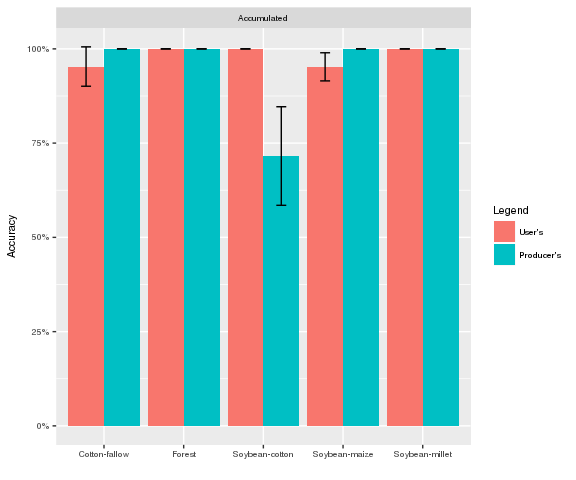 Accumulated
100%
75%
50%
25%
0%
Accuracy
Cotton-fallow
Forest
Soybean-cotton
Soybean-maize
Soybean-millet
Legend
User's
Producer's